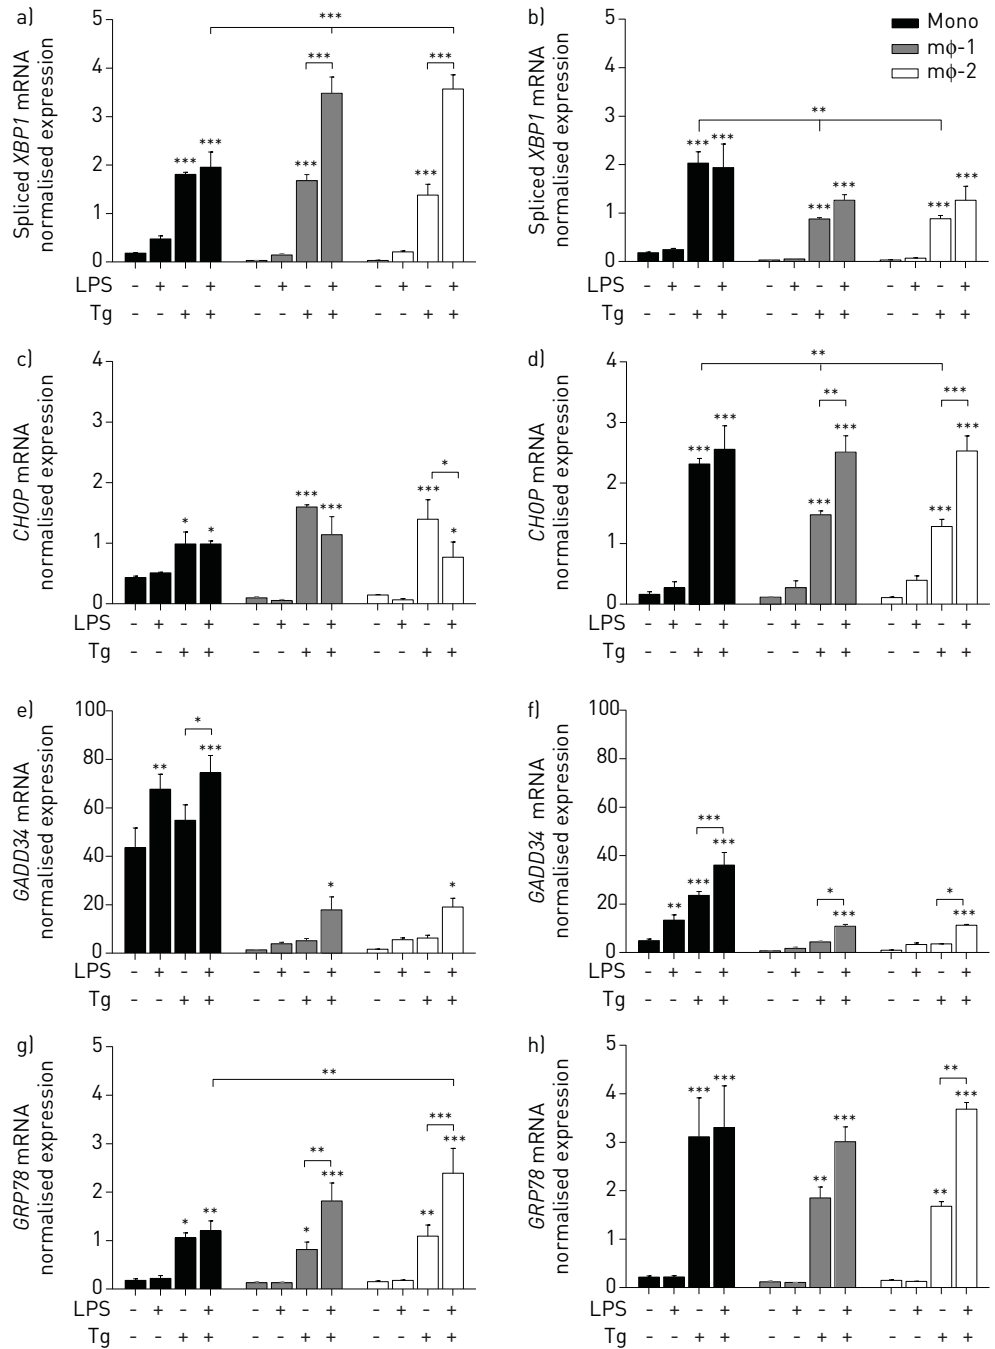 a)
Spliced XBP1 mRNA
normalised expression
5
4
3
2
1
0
*** *** *** *** *** *** *** ***
LPS - + - + - + - + - + - +
Tg - - + + - - + + - - + +
b)
Spliced XBP1 mRNA
normalised expression
5
4
3
2
1
0
Mono
mϕ-1
mϕ-2
** *** *** *** *** *** ***
LPS - + - + - + - + - + - +
Tg - - + + - - + + - - + +
c)
CHOP mRNA
normalised expression
4
3
2
1
0
* * *** *** *** * *
LPS - + - + - + - + - + - +
Tg - - + + - - + + - - + +
d)
CHOP mRNA
normalised expression
4
3
2
1
0
** *** *** ** *** *** *** *** ***
LPS - + - + - + - + - + - +
Tg - - + + - - + + - - + +
e)
GADD34 mRNA
normalised expression
100
80
60
40
20
0
** * *** * *
LPS - + - + - + - + - + - +
Tg - - + + - - + + - - + +
f)
GADD34 mRNA
normalised expression
100
80
60
40
20
0
** *** *** *** * *** * ***
LPS - + - + - + - + - + - +
Tg - - + + - - + + - - + +
g)
GRP78 mRNA
normalised expression
5
4
3
2
1
0
** * ** * ** *** ** *** ***
LPS - + - + - + - + - + - +
Tg - - + + - - + + - - + +
h)
GRP78 mRNA
normalised expression
5
4
3
2
1
0
*** *** ** *** ** ** ***
LPS - + - + - + - + - + - +
Tg - - + + - - + + - - + +